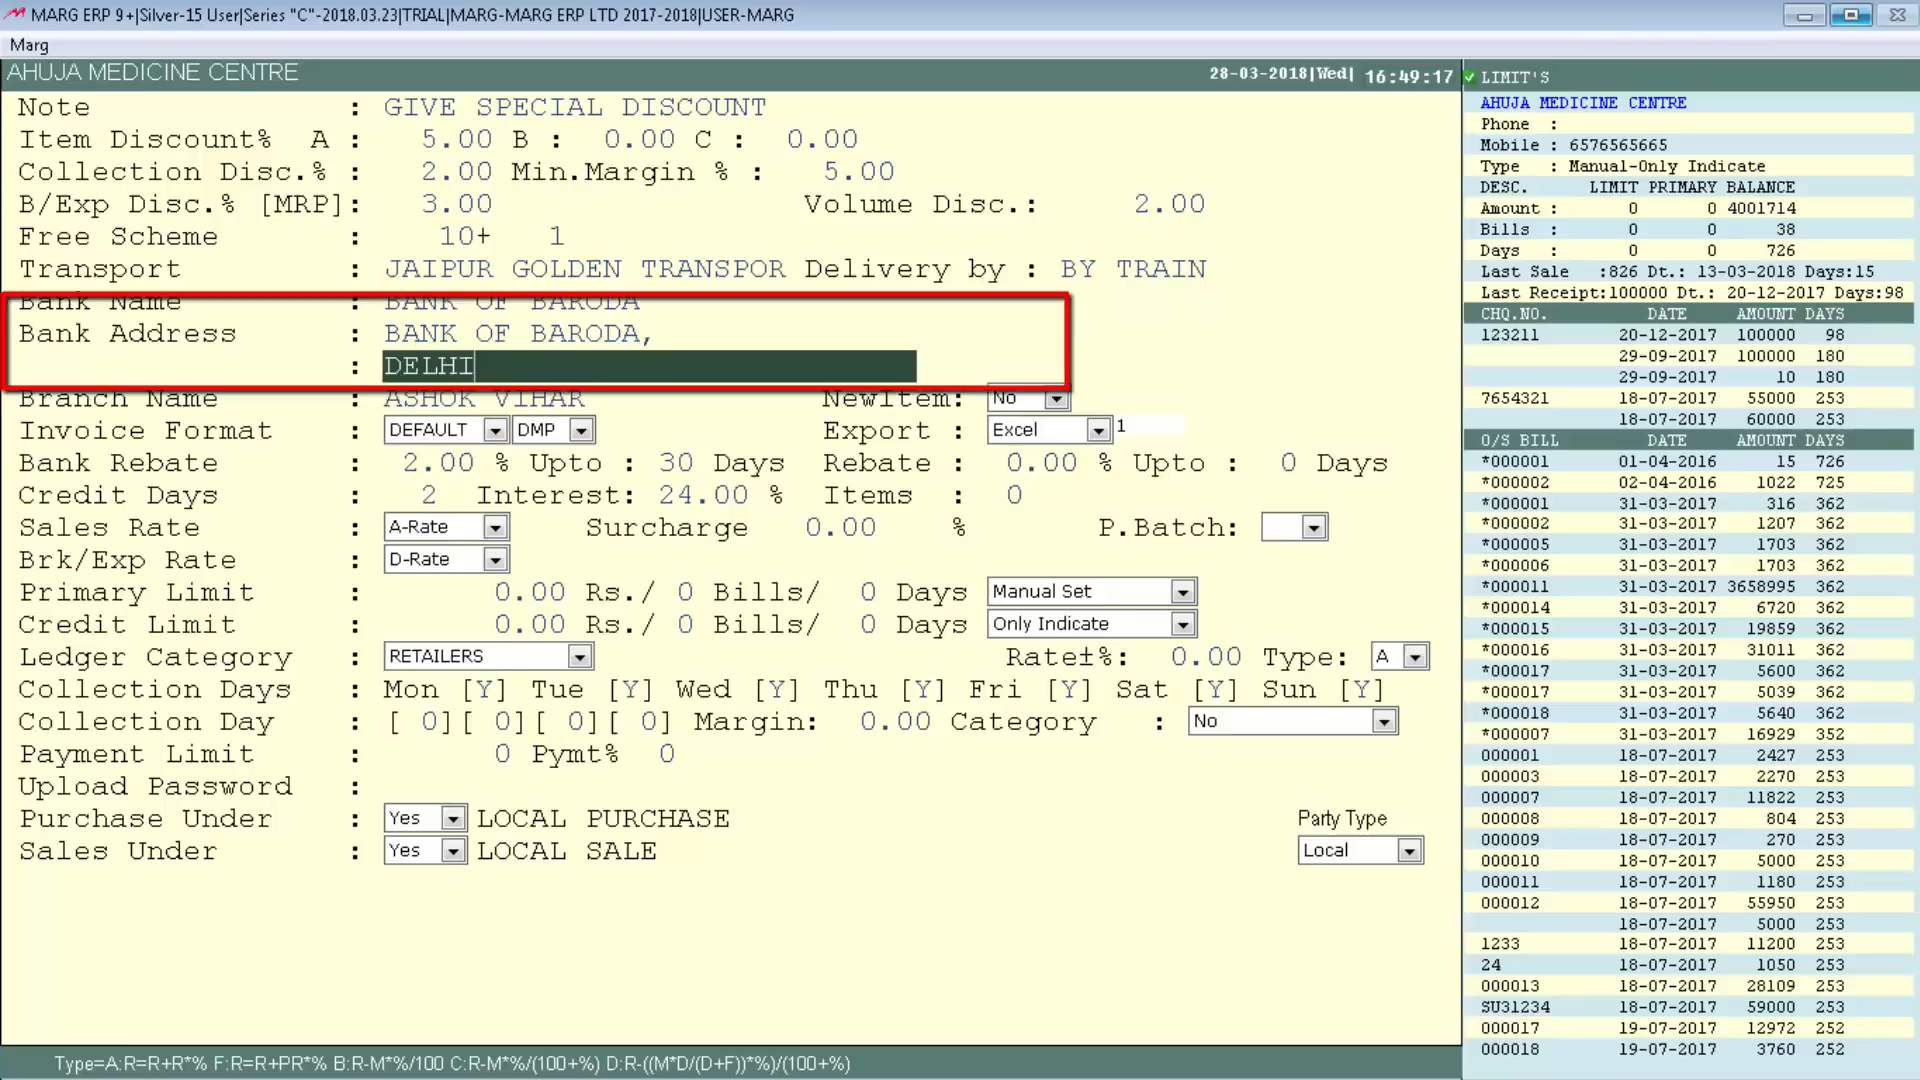 MARG ERP 9+|Silver-15 User|Series "C"-2018.03.23|TRIAL|MARG-MARG ERP LTD 2017-2018|USER-MARG
Marg
AHUJA MEDICINE CENTRE 28-03-2018|Wed| 16:49:17
Note : GIVE SPECIAL DISCOUNT
Item Discount% A : 5.00 B : 0.00 C : 0.00
Collection Disc.% : 2.00 Min.Margin % : 5.00
B/Exp Disc.% [MRP]: 3.00 Volume Disc.: 2.00
Free Scheme : 10+ 1
Transport : JAIPUR GOLDEN TRANSPOR Delivery by : BY TRAIN
Bank Name : BANK OF BARODA
Bank Address : BANK OF BARODA,
: DELHI
Branch Name : ASHOK VIHAR NewItem: No
Invoice Format : DEFAULT DMP Export : Excel 1
Bank Rebate : 2.00 % Upto : 30 Days Rebate : 0.00 % Upto : 0 Days
Credit Days : 2 Interest: 24.00 % Items : 0
Sales Rate : A-Rate Surcharge 0.00 % P.Batch:
Brk/Exp Rate : D-Rate
Primary Limit : 0.00 Rs./ 0 Bills/ 0 Days Manual Set
Credit Limit : 0.00 Rs./ 0 Bills/ 0 Days Only Indicate
Ledger Category : RETAILERS Rate±%: 0.00 Type: A
Collection Days : Mon [Y] Tue [Y] Wed [Y] Thu [Y] Fri [Y] Sat [Y] Sun [Y]
Collection Day : [ 0][ 0][ 0][ 0] Margin: 0.00 Category : No
Payment Limit : 0 Pymt% 0
Upload Password :
Purchase Under : Yes LOCAL PURCHASE Party Type
Sales Under : Yes LOCAL SALE Local
Type=A:R=R+R*% F:R=R+PR*% B:R-M*%/100 C:R-M*%/(100+%) D:R-((M*D/(D+F))*%)/(100+%)
LIMIT'S
AHUJA MEDICINE CENTRE
Phone :
Mobile : 6576565665
Type : Manual-Only Indicate
DESC. LIMIT PRIMARY BALANCE
Amount : 0 0 4001714
Bills : 0 0 38
Days : 0 0 726
Last Sale :826 Dt.: 13-03-2018 Days:15
Last Receipt:100000 Dt.: 20-12-2017 Days:98
CHQ.NO. DATE AMOUNT DAYS
123211 20-12-2017 100000 98
29-09-2017 100000 180
29-09-2017 10 180
7654321 18-07-2017 55000 253
18-07-2017 60000 253
O/S BILL DATE AMOUNT DAYS
*000001 01-04-2016 15 726
*000002 02-04-2016 1022 725
*000001 31-03-2017 316 362
*000002 31-03-2017 1207 362
*000005 31-03-2017 1703 362
*000006 31-03-2017 1703 362
*000011 31-03-2017 3658995 362
*000014 31-03-2017 6720 362
*000015 31-03-2017 19859 362
*000016 31-03-2017 31011 362
*000017 31-03-2017 5600 362
*000017 31-03-2017 5039 362
*000018 31-03-2017 5640 362
*000007 31-03-2017 16929 352
000001 18-07-2017 2427 253
000003 18-07-2017 2270 253
000007 18-07-2017 11822 253
000008 18-07-2017 804 253
000009 18-07-2017 270 253
000010 18-07-2017 5000 253
000011 18-07-2017 1180 253
000012 18-07-2017 55950 253
18-07-2017 5000 253
1233 18-07-2017 11200 253
24 18-07-2017 1050 253
000013 18-07-2017 28109 253
SU31234 18-07-2017 59000 253
000017 19-07-2017 12972 252
000018 19-07-2017 3760 252